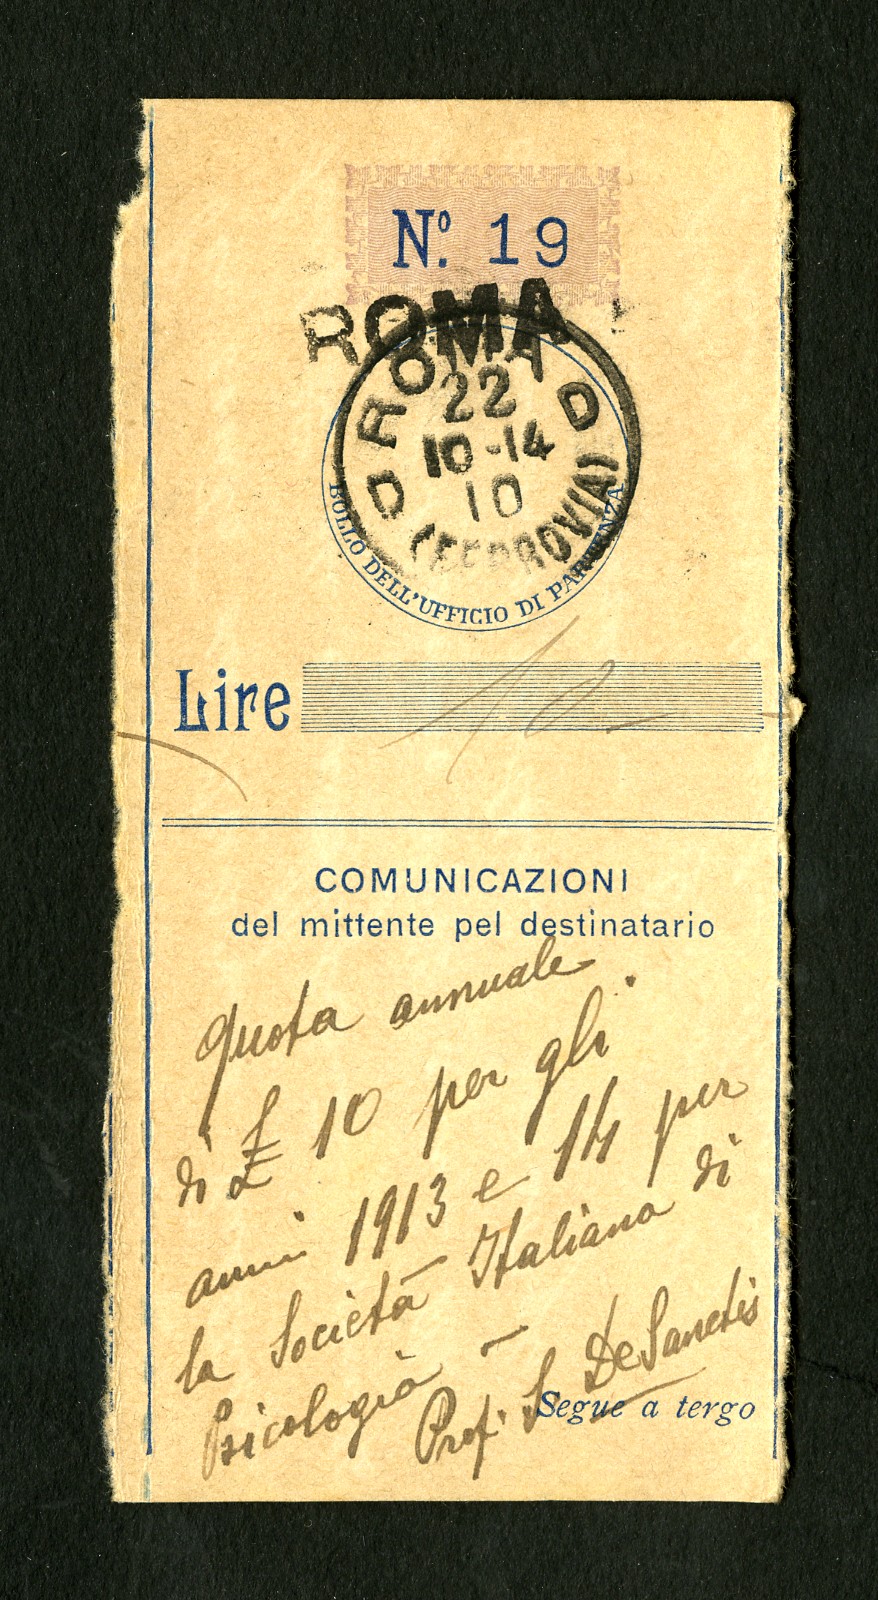 Nº. 19
ROMA
ROMA
22
10-14
10
D D
(FERROVIA)
BOLLO DELL'UFFICIO DI PARTENZA
Lire
COMUNICAZIONI
del mittente pel destinatario
Quota annuale
di £ 10 per gli
anni 1913 e 14 per
la Società Italiana di
Psicologia —
Prof. S. De Sanctis
Segue a tergo